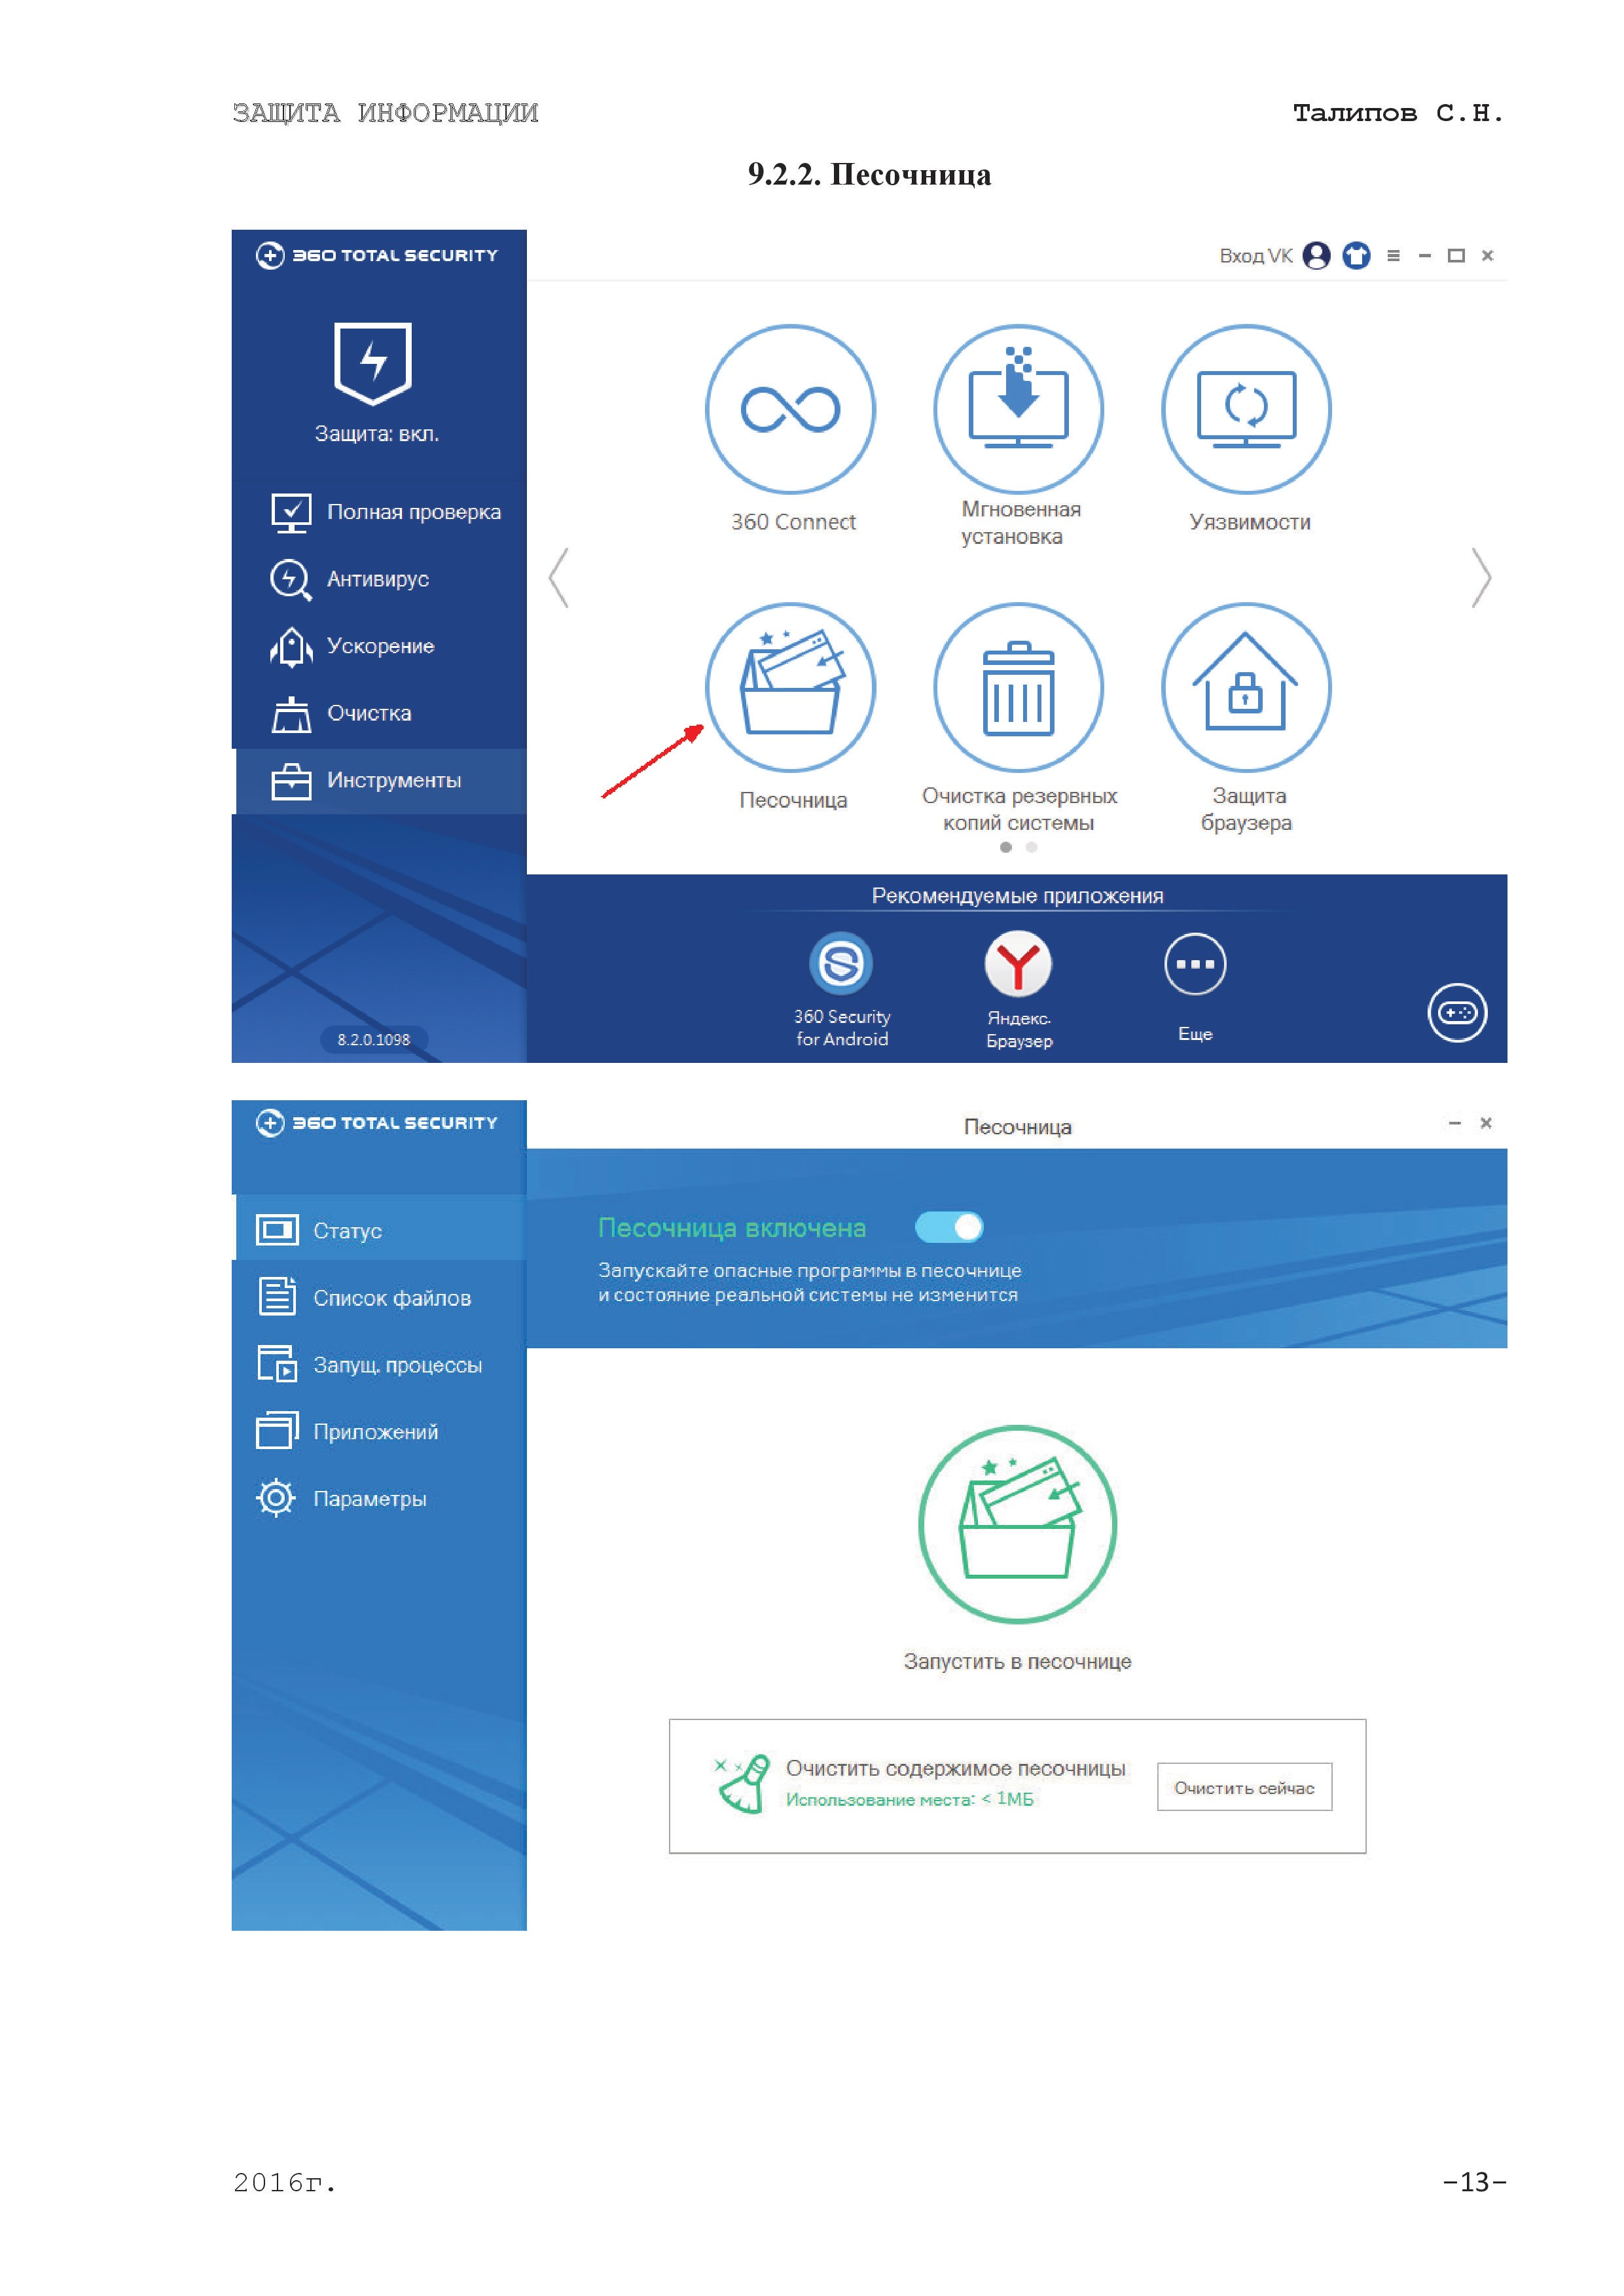 ЗАЩИТА ИНФОРМАЦИИ
Талипов С.Н.
9.2.2. Песочница
360 TOTAL SECURITY
Вход VK
Защита: вкл.
Полная проверка
Антивирус
Ускорение
Очистка
Инструменты
8.2.0.1098
360 Connect
Мгновенная
установка
Уязвимости
Песочница
Очистка резервных
копий системы
Защита
браузера
Рекомендуемые приложения
360 Security
for Android
Яндекс.
Браузер
Еще
360 TOTAL SECURITY
Песочница
Статус
Список файлов
Запущ. процессы
Приложений
Параметры
Песочница включена
Запускайте опасные программы в песочнице
и состояние реальной системы не изменится
Запустить в песочнице
Очистить содержимое песочницы
Использование места: < 1МБ
Очистить сейчас
2016г.
-13-